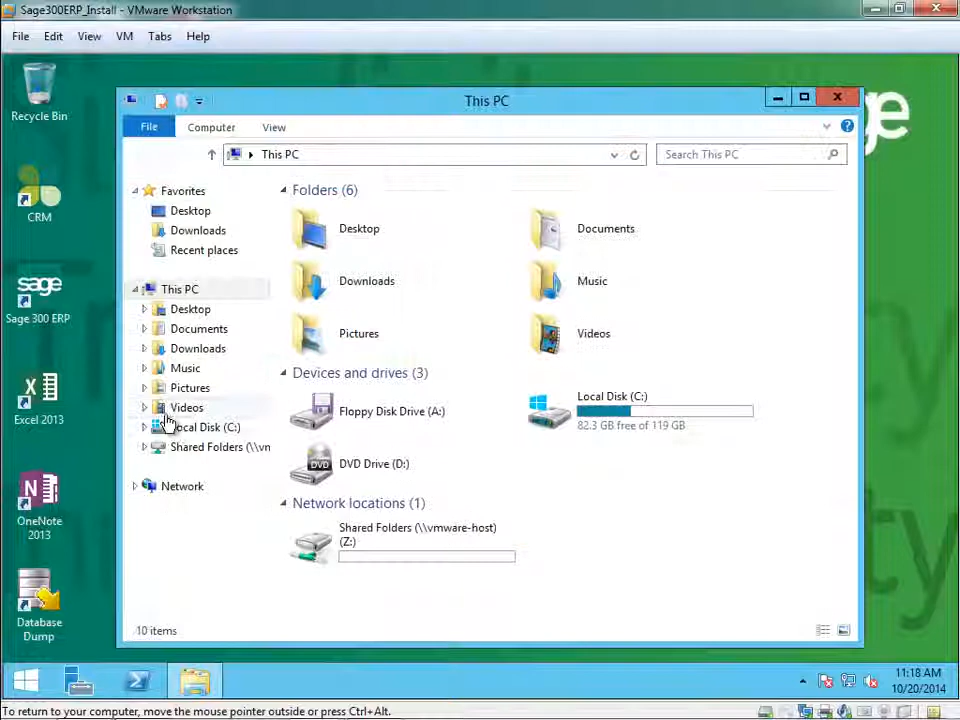 Sage300ERP_Install - VMware Workstation
File Edit View VM Tabs Help
Recycle Bin
CRM
sage
Sage 300 ERP
Excel 2013
OneNote
2013
Database
Dump
This PC
File Computer View
This PC
Search This PC
Favorites
Desktop
Downloads
Recent places
This PC
Desktop
Documents
Downloads
Music
Pictures
Videos
Local Disk (C:)
Shared Folders (\\vn
Network
Folders (6)
Desktop
Documents
Downloads
Music
Pictures
Videos
Devices and drives (3)
Floppy Disk Drive (A:)
Local Disk (C:)
82.3 GB free of 119 GB
DVD
DVD Drive (D:)
Network locations (1)
Shared Folders (\\vmware-host)
(Z:)
10 items
11:18 AM
10/20/2014
To return to your computer, move the mouse pointer outside or press Ctrl+Alt.